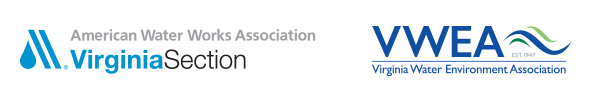 American Water Works Association
® VirginiaSection
VWEA
EST. 1947
Virginia Water Environment Association